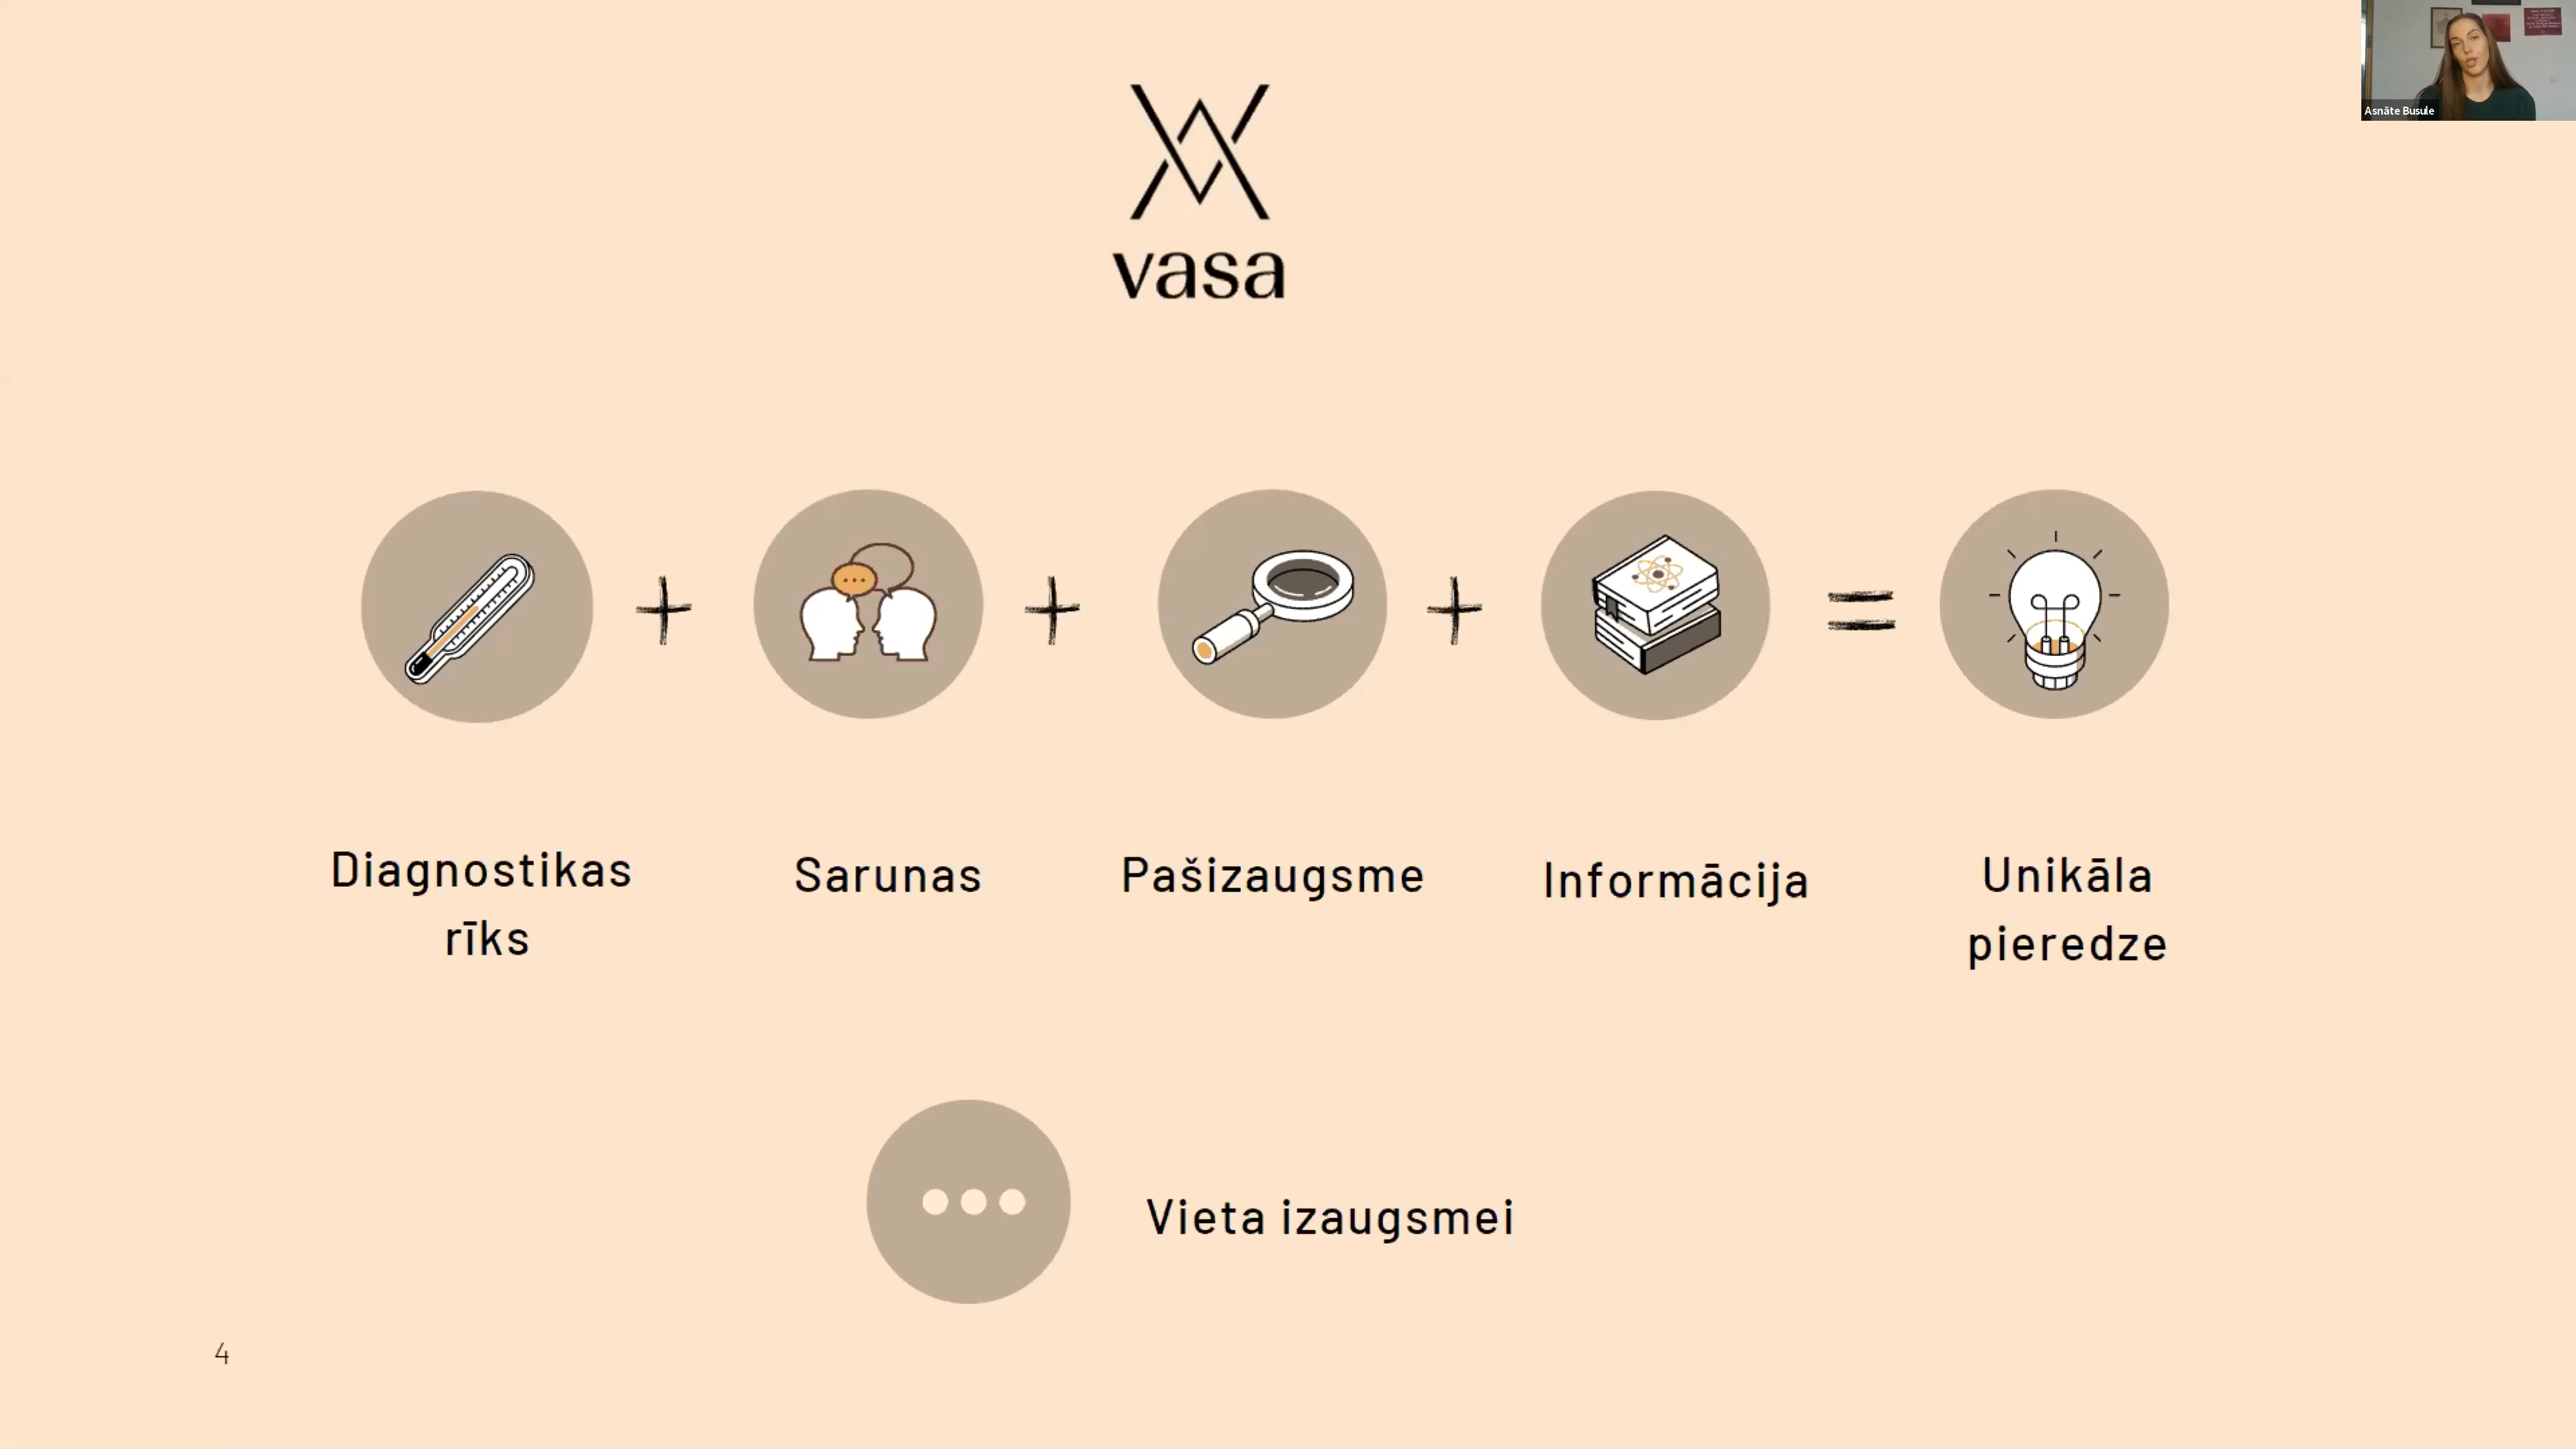 Asnāte Busule
vasa
Diagnostikas
rīks
Sarunas
Pašizaugsme
Informācija
Unikāla
pieredze
Vieta izaugsmei
4